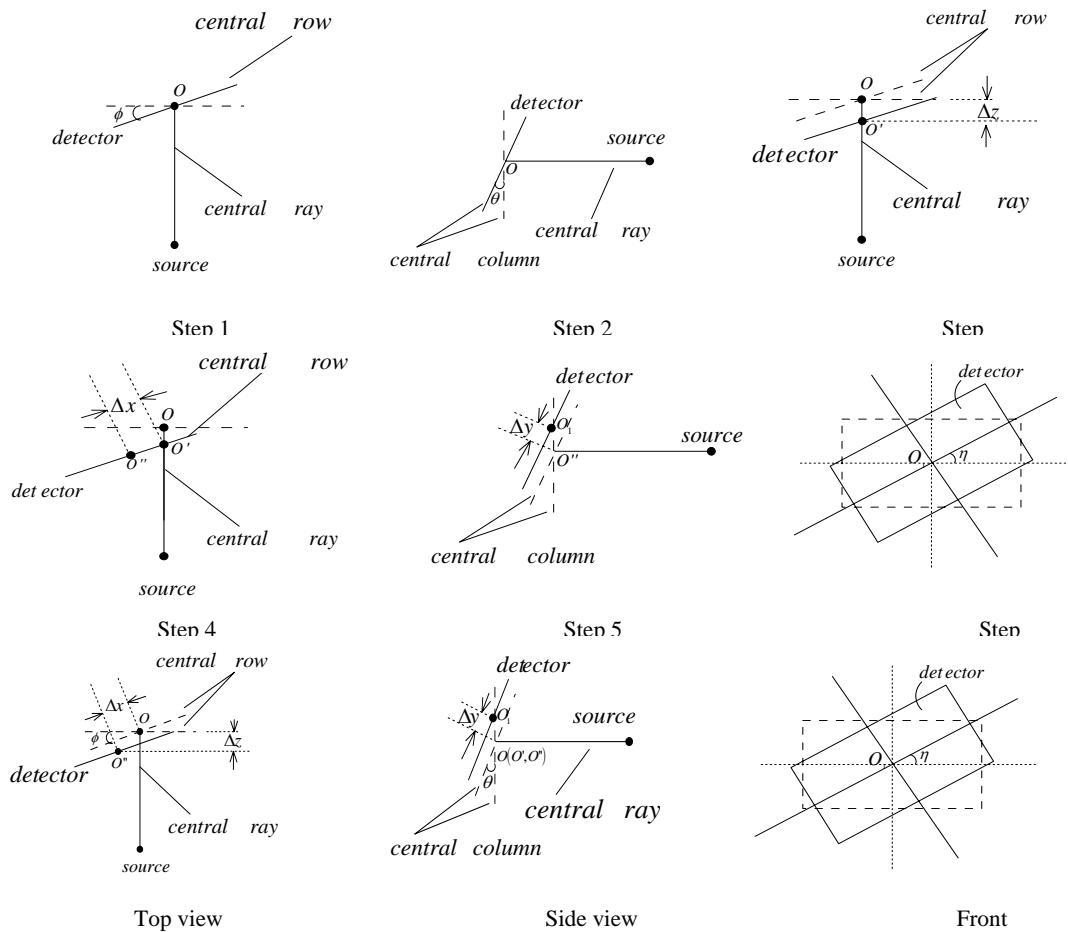 central row
O
ϕ
detector
central ray
source
Step 1
detector
source
O
θ
central ray
central column
Step 2
central row
O
Δz
O'
detector
central ray
source
Step
central row
Δx
O
O'
O''
detector
central ray
source
Step 4
detector
Δy
O'₁
source
O''
central column
Step 5
detector
O
η
Step
central row
Δx
O
ϕ
Δz
O''
detector
central ray
source
Top view
detector
Δy
O'₁
source
O(O',O'')
θ
central ray
central column
Side view
detector
O
η
Front